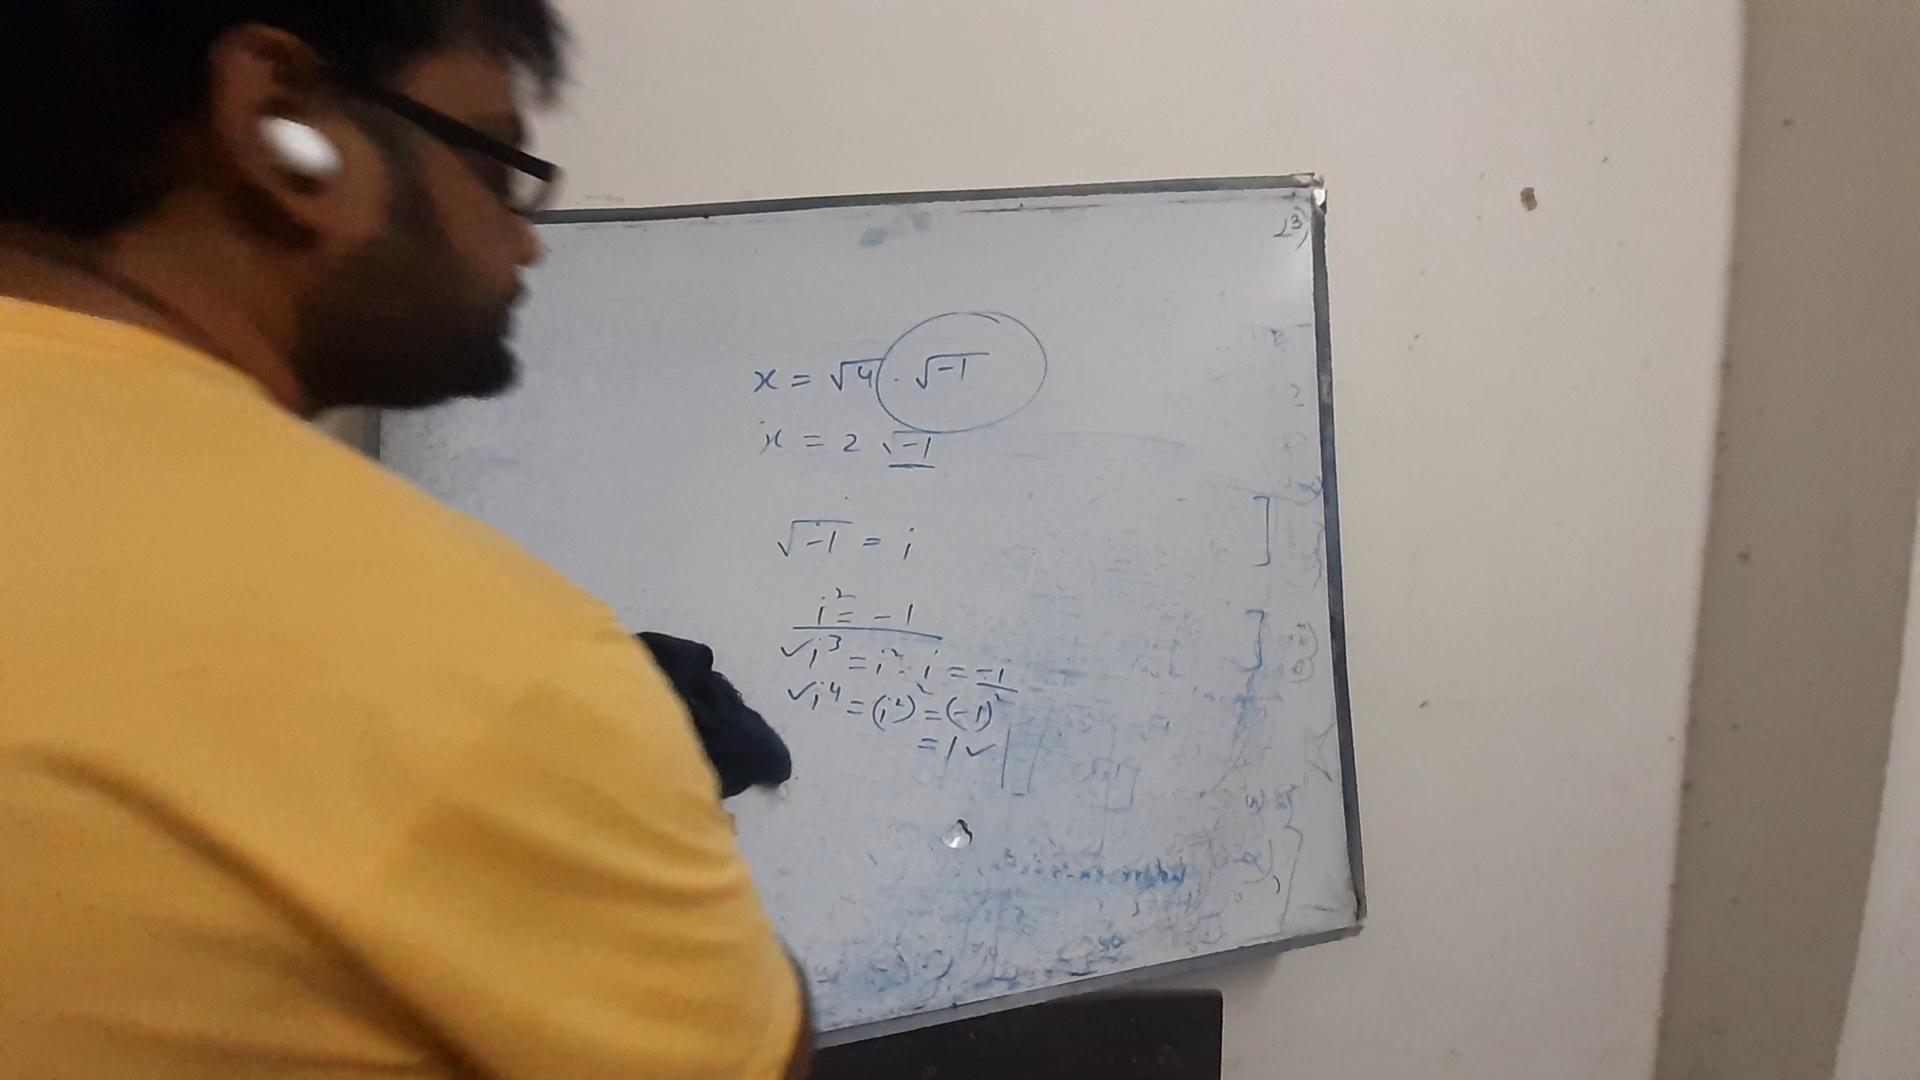 x = √4 . √-1
x = 2 √-1
√-1 = i
i² = -1
✓i³ = i² . i = -i
✓i⁴ = (i²)² = (-1)²
= 1 ✓